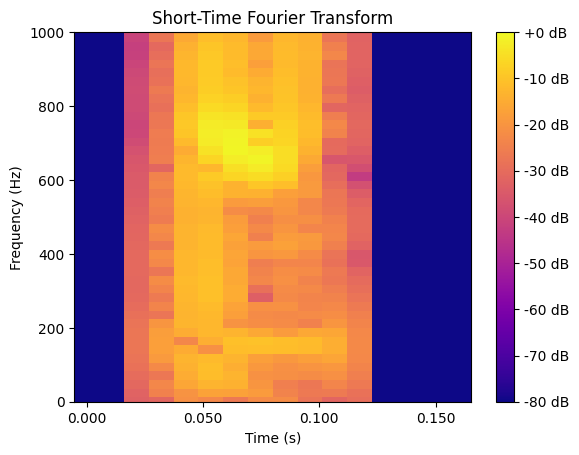 Short-Time Fourier Transform
1000
800
600
400
200
0
Frequency (Hz)
0.000
0.050
0.100
0.150
Time (s)
+0 dB
-10 dB
-20 dB
-30 dB
-40 dB
-50 dB
-60 dB
-70 dB
-80 dB